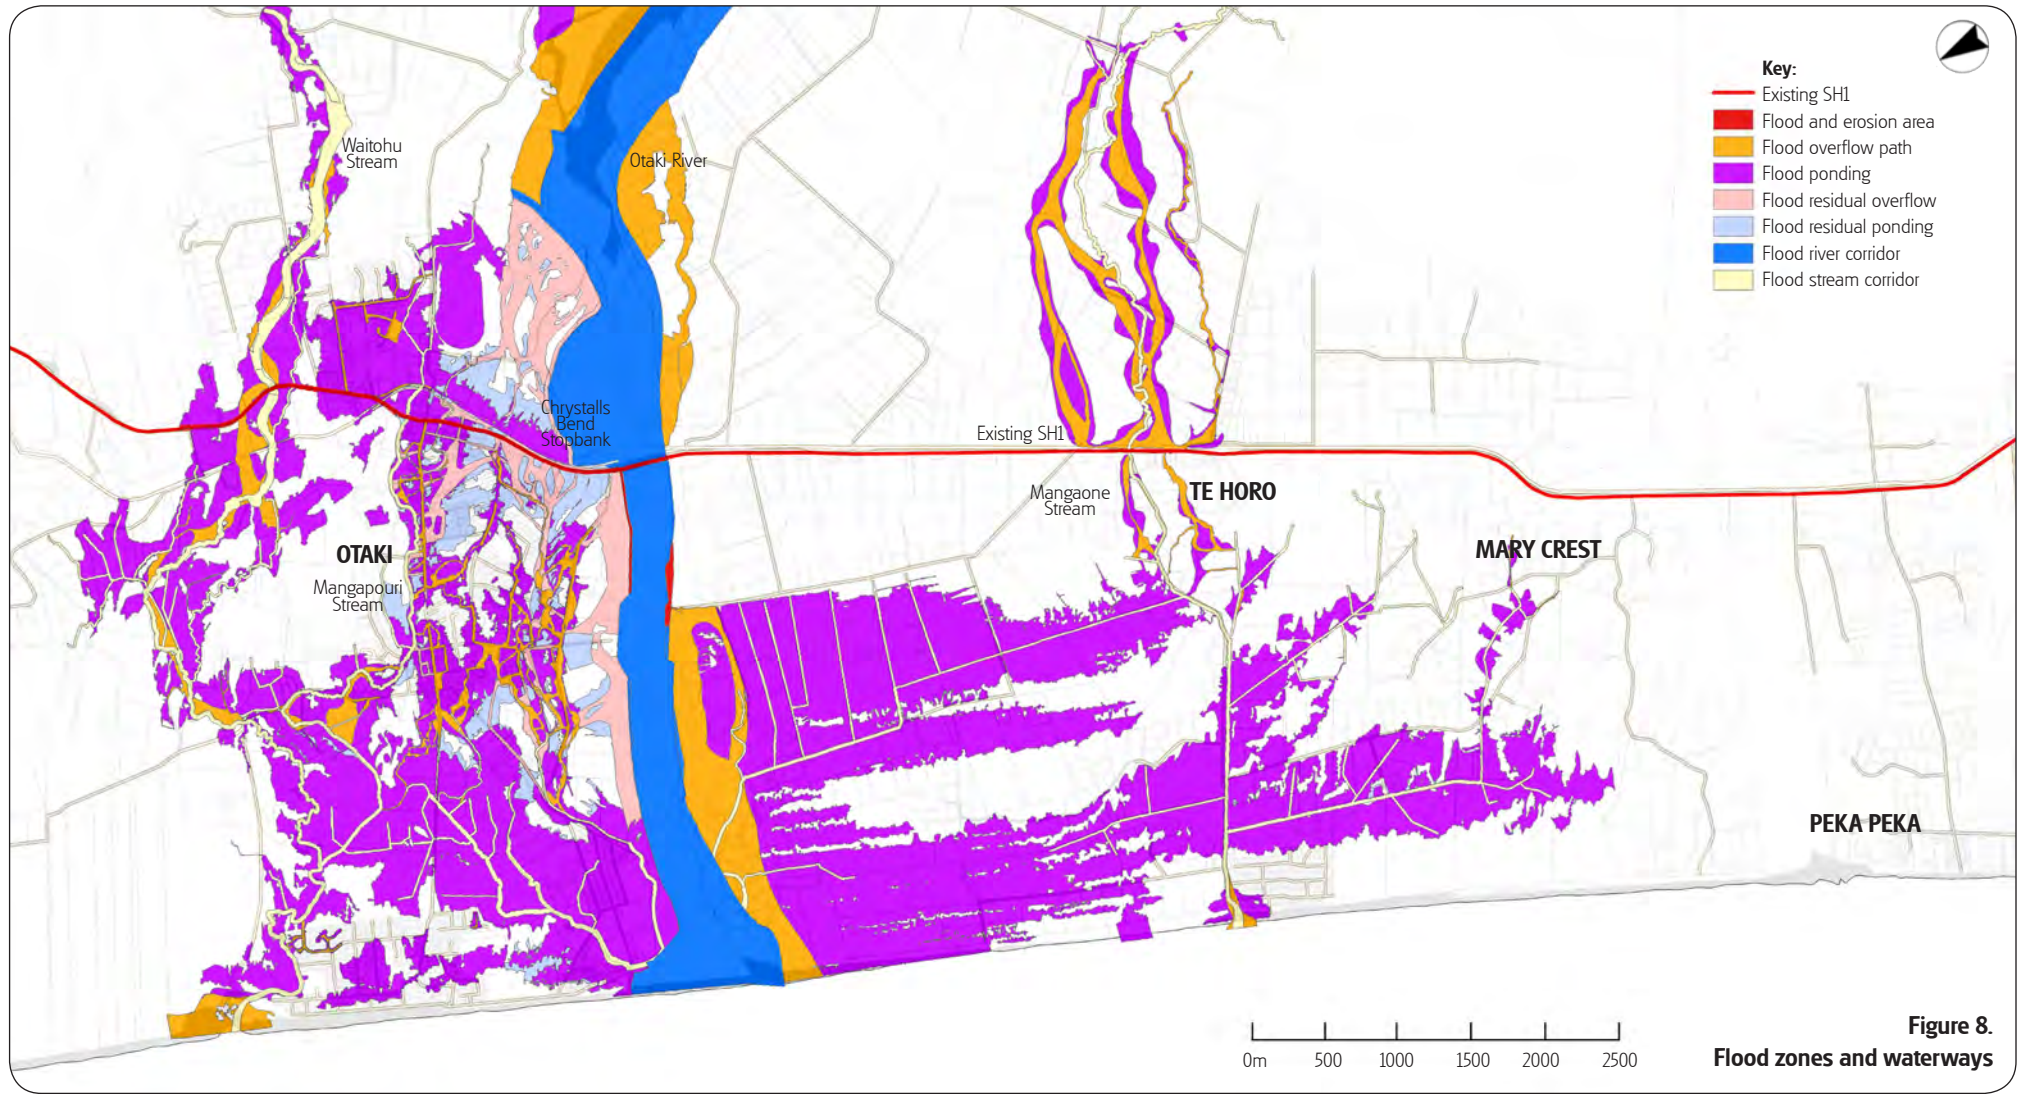 Key:
Existing SH1
Flood and erosion area
Flood overflow path
Flood ponding
Flood residual overflow
Flood residual ponding
Flood river corridor
Flood stream corridor
Waitohu
Stream
Otaki River
Chrystalls
Bend
Stopbank
Existing SH1
Mangaone
Stream
TE HORO
MARY CREST
OTAKI
Mangapouri
Stream
PEKA PEKA
0m 500 1000 1500 2000 2500
Figure 8.
Flood zones and waterways